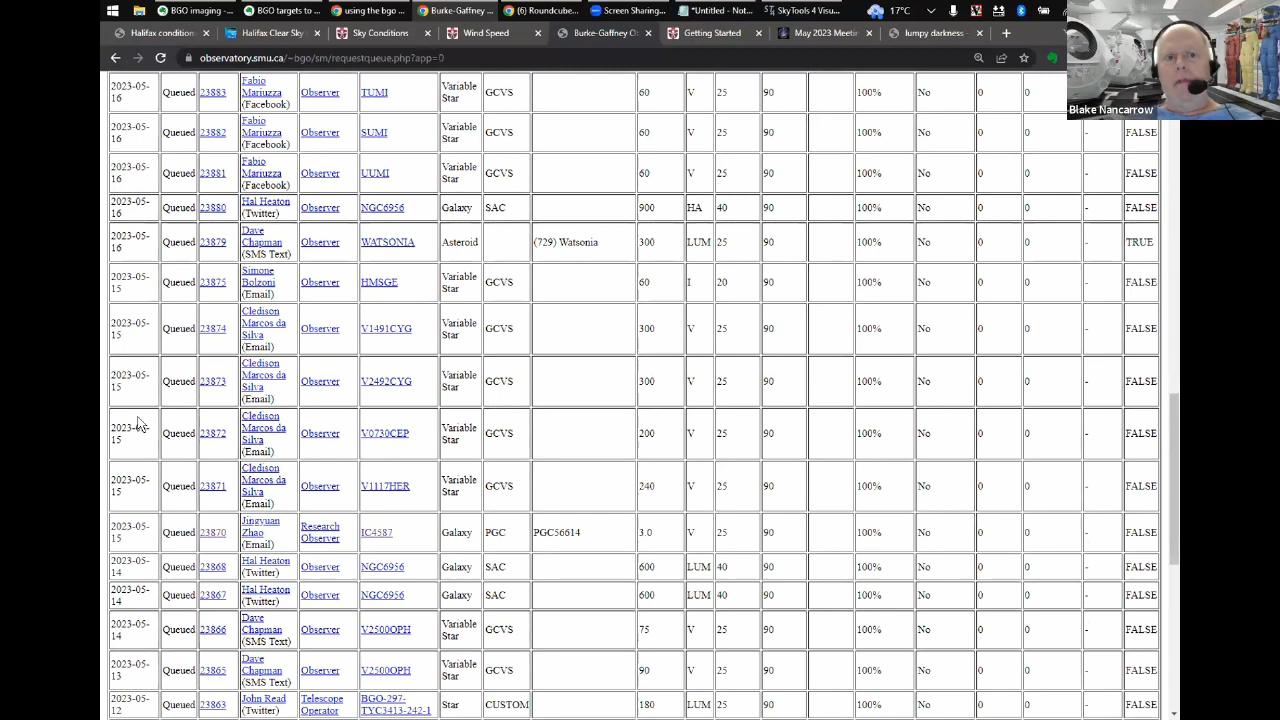 BGO imaging -
BGO targets to
using the bgo
Burke-Gaffney
(6) Roundcube
Screen Sharing
*Untitled - Not
SkyTools 4 Visu
17°C
Halifax condition
Halifax Clear Sky
Sky Conditions
Wind Speed
Burke-Gaffney Ob
Getting Started
May 2023 Meetin
lumpy darkness
observatory.smu.ca/~bgo/sm/requestqueue.php?app=0
Blake Nancarrow
2023-05-16 Queued 23883 Fabio Mariuzza (Facebook) Observer TUMI Variable Star GCVS 60 V 25 90 100% No 0 0 - FALSE
2023-05-16 Queued 23882 Fabio Mariuzza (Facebook) Observer SUMI Variable Star GCVS 60 V 25 90 100% No 0 0 - FALSE
2023-05-16 Queued 23881 Fabio Mariuzza (Facebook) Observer UUMI Variable Star GCVS 60 V 25 90 100% No 0 0 - FALSE
2023-05-16 Queued 23880 Hal Heaton (Twitter) Observer NGC6956 Galaxy SAC 900 HA 40 90 100% No 0 0 - FALSE
2023-05-16 Queued 23879 Dave Chapman (SMS Text) Observer WATSONIA Asteroid (729) Watsonia 300 LUM 25 90 100% No 0 0 - TRUE
2023-05-15 Queued 23875 Simone Bolzoni (Email) Observer HMSGE Variable Star GCVS 60 I 20 90 100% No 0 0 - FALSE
2023-05-15 Queued 23874 Cledison Marcos da Silva (Email) Observer V1491CYG Variable Star GCVS 300 V 25 90 100% No 0 0 - FALSE
2023-05-15 Queued 23873 Cledison Marcos da Silva (Email) Observer V2492CYG Variable Star GCVS 300 V 25 90 100% No 0 0 - FALSE
2023-05-15 Queued 23872 Cledison Marcos da Silva (Email) Observer V0730CEP Variable Star GCVS 200 V 25 90 100% No 0 0 - FALSE
2023-05-15 Queued 23871 Cledison Marcos da Silva (Email) Observer V1117HER Variable Star GCVS 240 V 25 90 100% No 0 0 - FALSE
2023-05-15 Queued 23870 Jingyuan Zhao (Email) Research Observer IC4587 Galaxy PGC PGC56614 3.0 V 25 90 100% No 0 0 - FALSE
2023-05-14 Queued 23868 Hal Heaton (Twitter) Observer NGC6956 Galaxy SAC 600 LUM 40 90 100% No 0 0 - FALSE
2023-05-14 Queued 23867 Hal Heaton (Twitter) Observer NGC6956 Galaxy SAC 600 LUM 40 90 100% No 0 0 - FALSE
2023-05-14 Queued 23866 Dave Chapman (SMS Text) Observer V2500OPH Variable Star GCVS 75 V 25 90 100% No 0 0 - FALSE
2023-05-13 Queued 23865 Dave Chapman (SMS Text) Observer V2500OPH Variable Star GCVS 90 V 25 90 100% No 0 0 - FALSE
2023-05-12 Queued 23863 John Read (Twitter) Telescope Operator BGO-297-TYC3413-242-1 Star CUSTOM 180 LUM 25 90 100% No 0 0 - FALSE